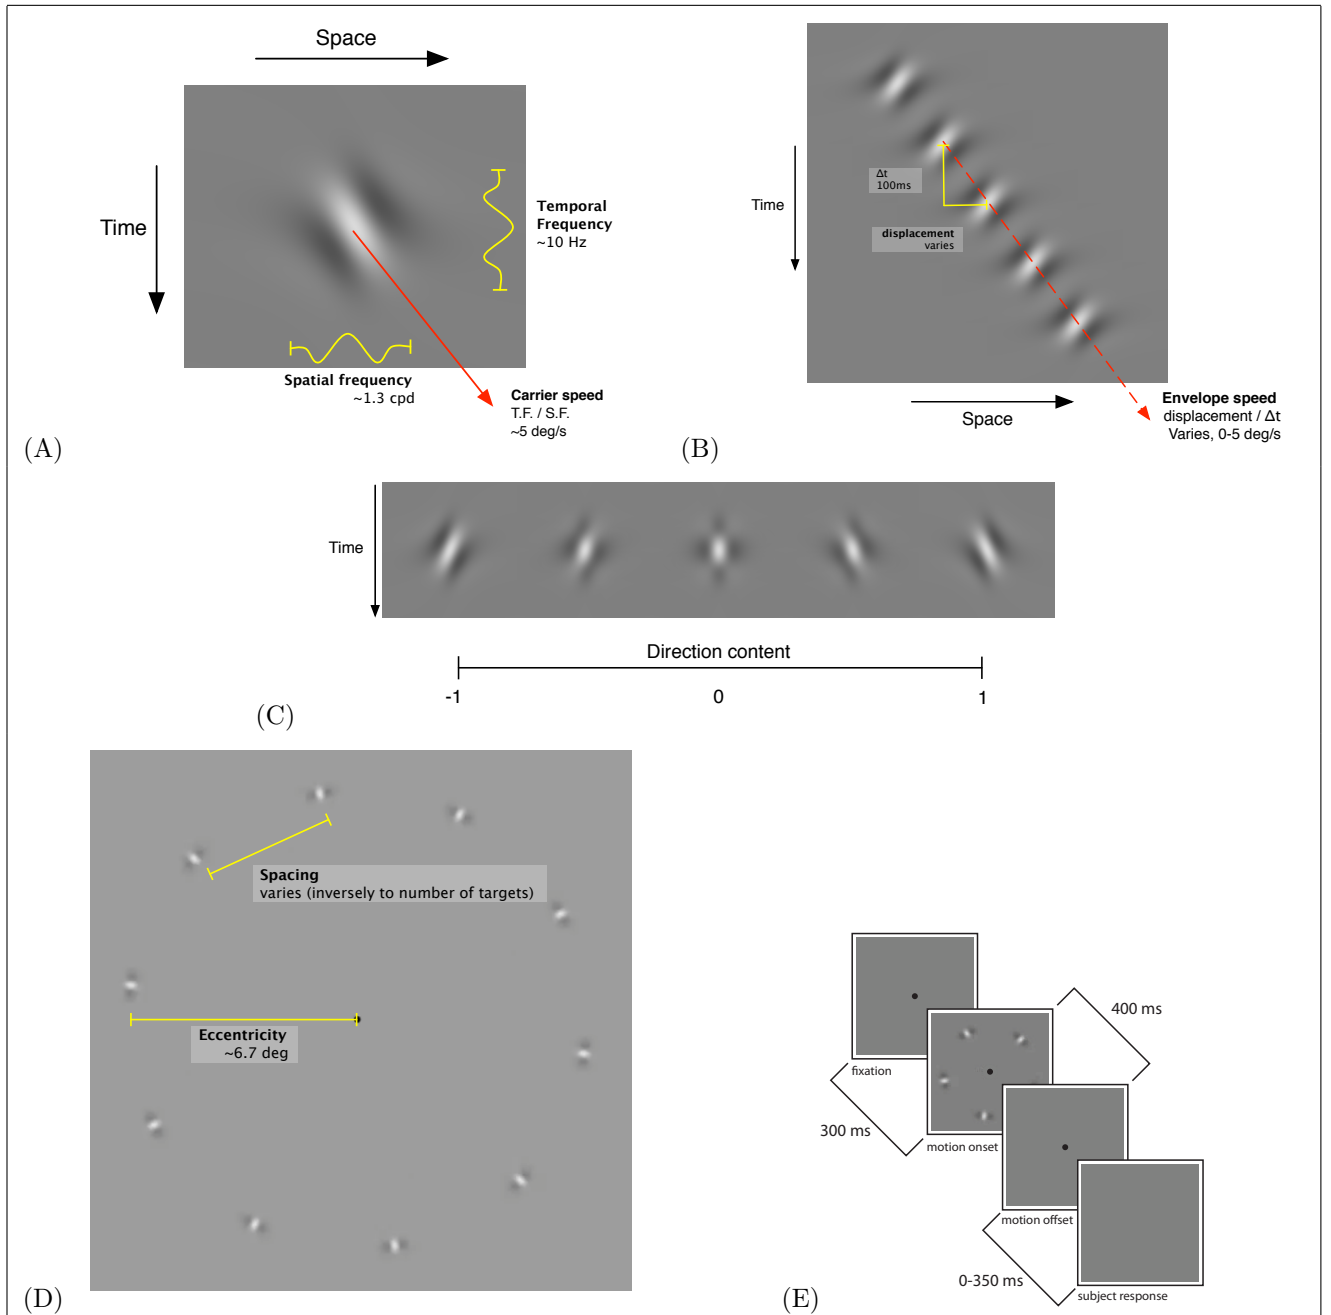 Space
Time
Temporal
Frequency
~10 Hz
Spatial frequency
~1.3 cpd
Carrier speed
T.F. / S.F.
~5 deg/s
(A)
Time
Δt
100ms
displacement
varies
Space
Envelope speed
displacement / Δt
Varies, 0-5 deg/s
(B)
Time
Direction content
-1 0 1
(C)
Spacing
varies (inversely to number of targets)
Eccentricity
~6.7 deg
(D)
400 ms
fixation
300 ms
motion onset
motion offset
0-350 ms
subject response
(E)